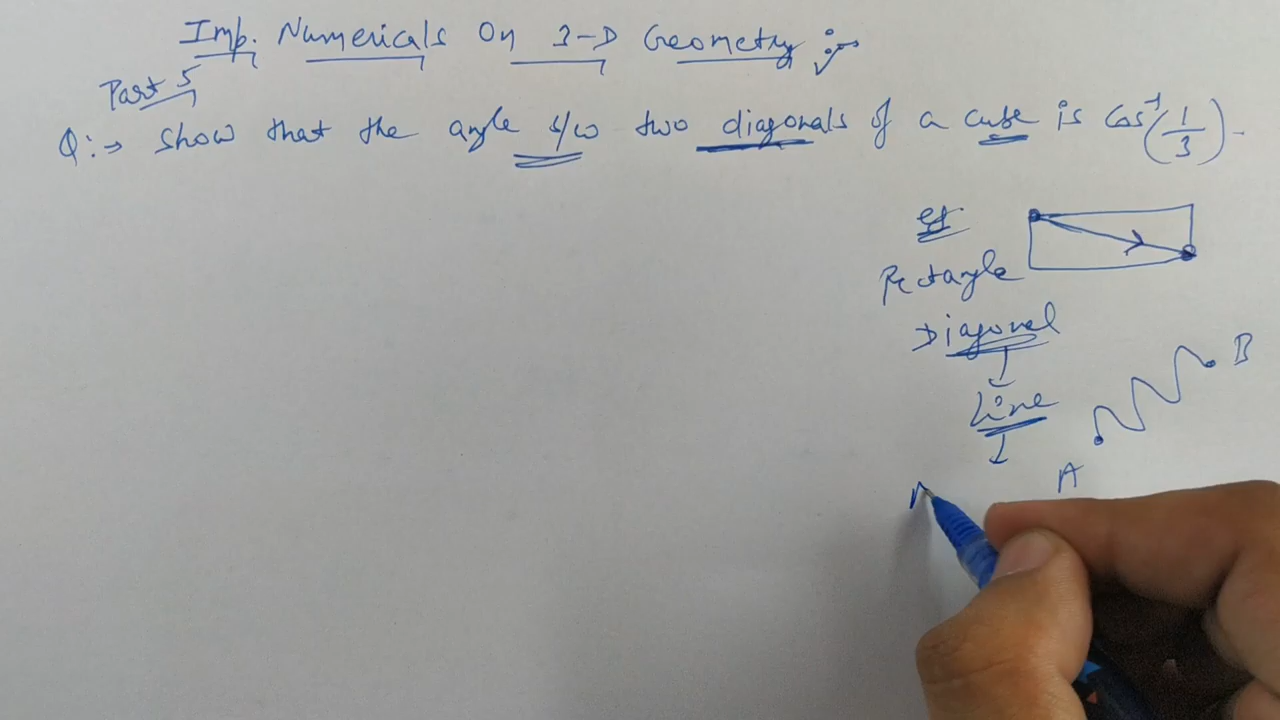 Imp. Numericals On 3-D Geometry :-
Part 5
Q:→ Show that the angle b/w two diagonals of a cube is Cos⁻¹(1/3).
Rectangle
Diagonal
↓
Line
↓
A
B